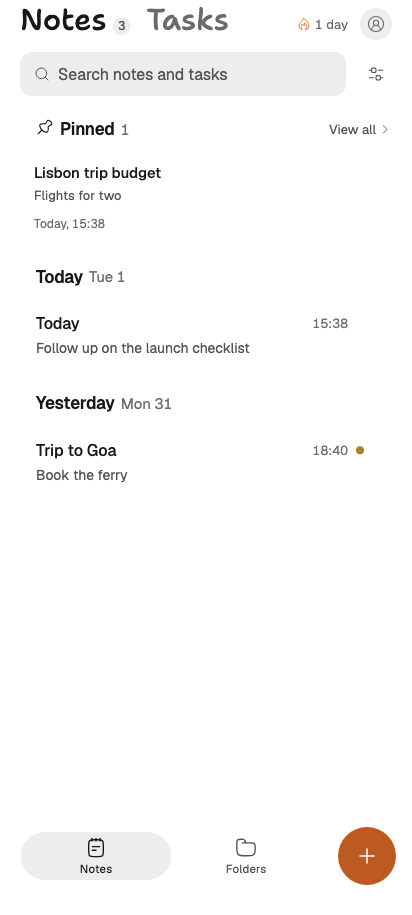 Notes 3 Tasks 1 day
Search notes and tasks
Pinned 1 View all
Lisbon trip budget
Flights for two
Today, 15:38
Today Tue 1
Today 15:38
Follow up on the launch checklist
Yesterday Mon 31
Trip to Goa 18:40
Book the ferry
Notes Folders